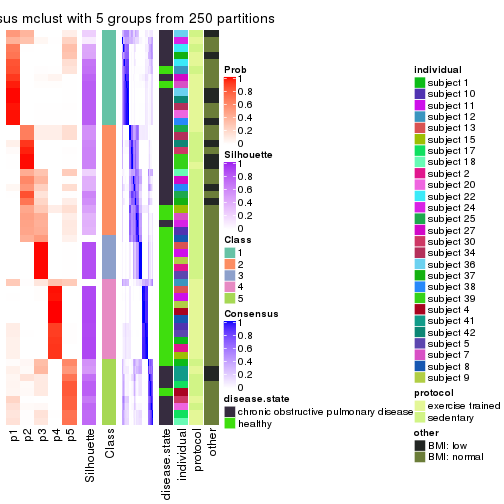 sus mclust with 5 groups from 250 partitions
p1
p2
p3
p4
p5
Silhouette
Class
disease.state
individual
protocol
other
Prob
1
0.8
0.6
0.4
0.2
0
Silhouette
1
0.8
0.6
0.4
0.2
0
Class
1
2
3
4
5
Consensus
1
0.8
0.6
0.4
0.2
0
disease.state
chronic obstructive pulmonary disease
healthy
individual
subject 1
subject 10
subject 11
subject 12
subject 13
subject 15
subject 17
subject 18
subject 2
subject 20
subject 22
subject 24
subject 25
subject 27
subject 30
subject 34
subject 36
subject 37
subject 38
subject 39
subject 4
subject 41
subject 42
subject 5
subject 7
subject 8
subject 9
protocol
exercise trained
sedentary
other
BMI: low
BMI: normal